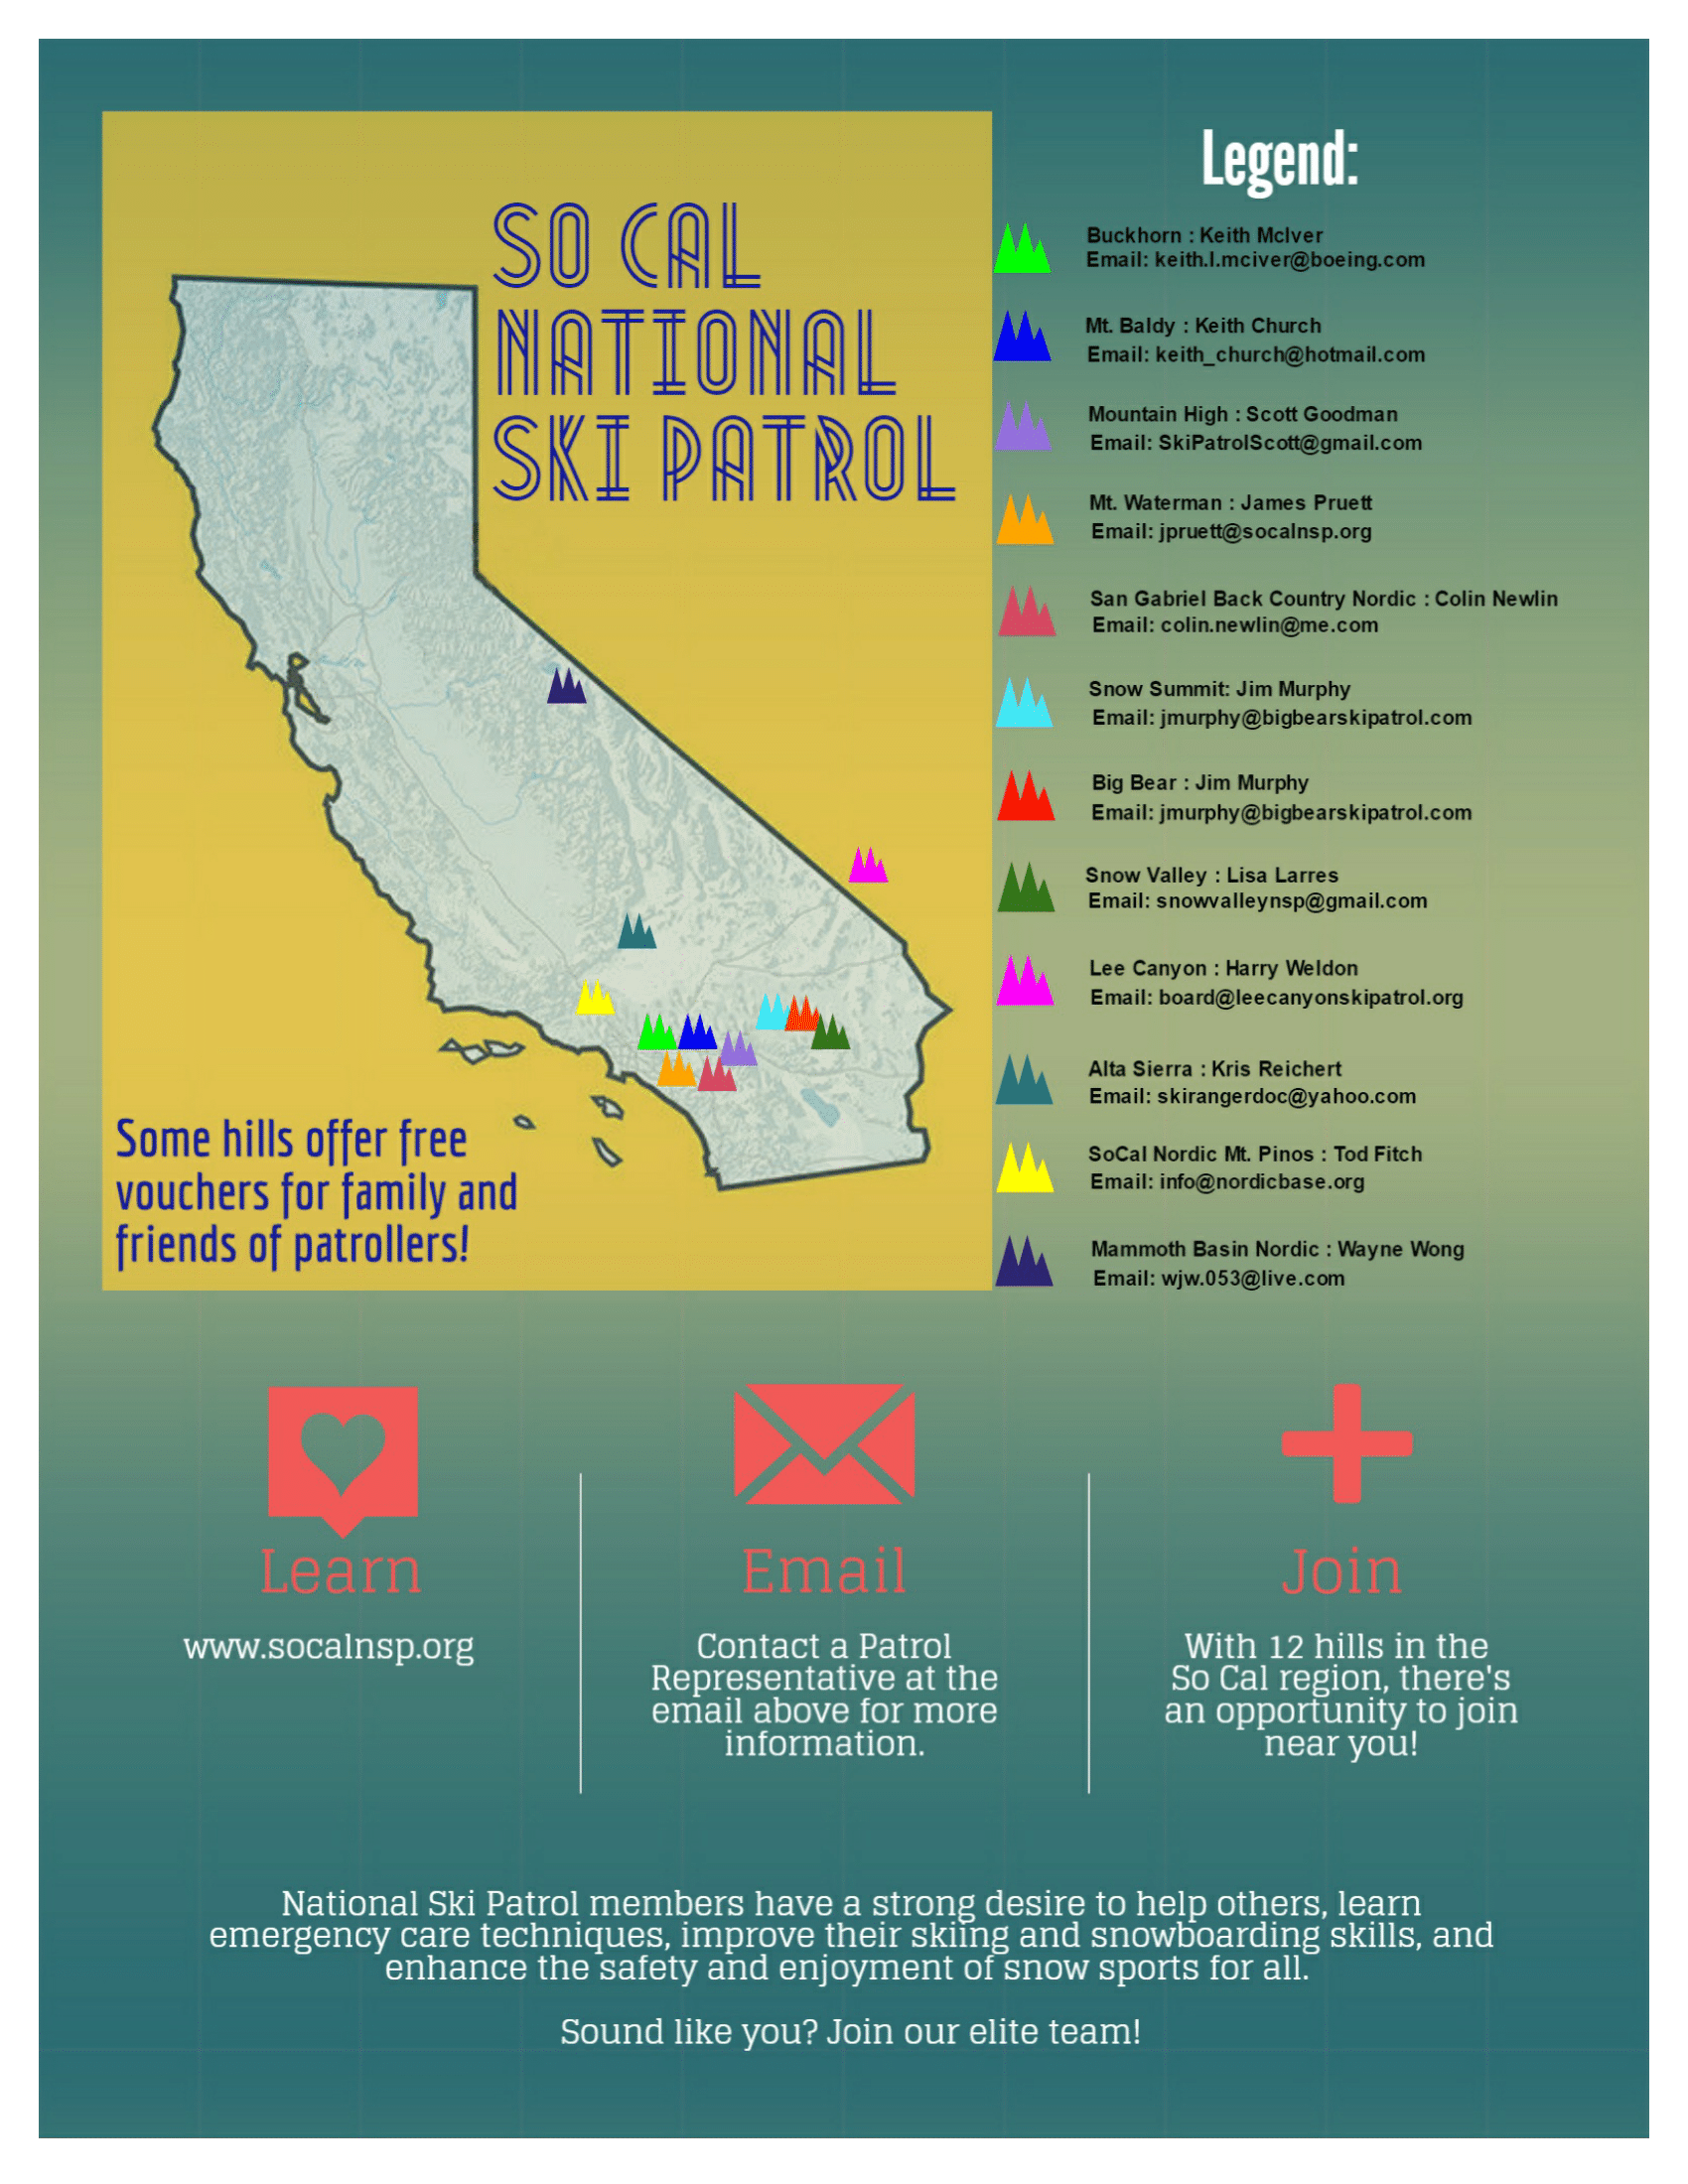 SO CAL
NATIONAL
SKI PATROL
Some hills offer free
vouchers for family and
friends of patrollers!
Legend:
Buckhorn : Keith McIver
Email: keith.l.mciver@boeing.com
Mt. Baldy : Keith Church
Email: keith_church@hotmail.com
Mountain High : Scott Goodman
Email: SkiPatrolScott@gmail.com
Mt. Waterman : James Pruett
Email: jpruett@socalnsp.org
San Gabriel Back Country Nordic : Colin Newlin
Email: colin.newlin@me.com
Snow Summit: Jim Murphy
Email: jmurphy@bigbearskipatrol.com
Big Bear : Jim Murphy
Email: jmurphy@bigbearskipatrol.com
Snow Valley : Lisa Larres
Email: snowvalleynsp@gmail.com
Lee Canyon : Harry Weldon
Email: board@leecanyonskipatrol.org
Alta Sierra : Kris Reichert
Email: skirangerdoc@yahoo.com
SoCal Nordic Mt. Pinos : Tod Fitch
Email: info@nordicbase.org
Mammoth Basin Nordic : Wayne Wong
Email: wjw.053@live.com
Learn
www.socalnsp.org
Email
Contact a Patrol
Representative at the
email above for more
information.
Join
With 12 hills in the
So Cal region, there's
an opportunity to join
near you!
National Ski Patrol members have a strong desire to help others, learn
emergency care techniques, improve their skiing and snowboarding skills, and
enhance the safety and enjoyment of snow sports for all.
Sound like you? Join our elite team!